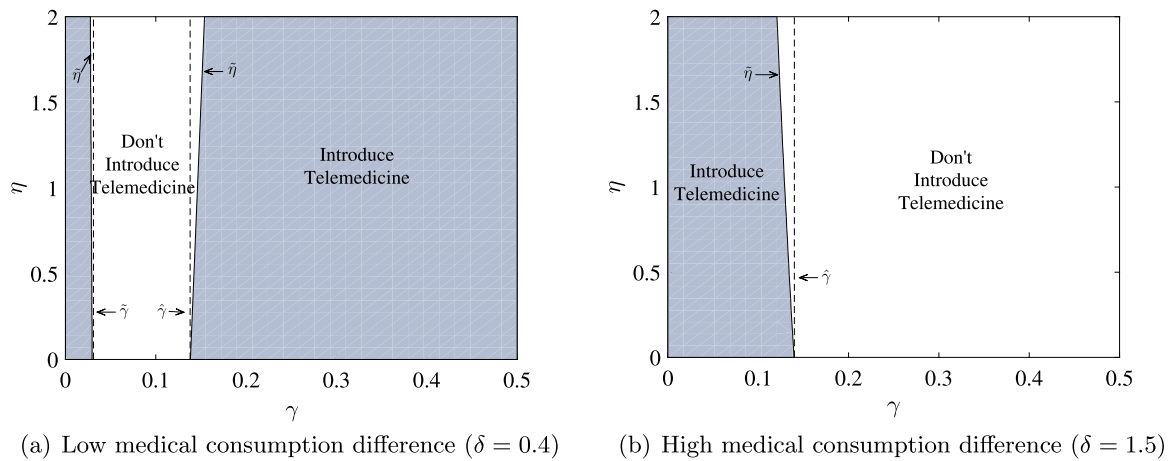 2
1.5
1
0.5
0
η
η̃
η̃
Don't
Introduce
Telemedicine
Introduce
Telemedicine
γ̃
γ̂
0
0.1
0.2
0.3
0.4
0.5
γ
(a) Low medical consumption difference (δ = 0.4)
2
1.5
1
0.5
0
η
η̃
Introduce
Telemedicine
Don't
Introduce
Telemedicine
γ̂
0
0.1
0.2
0.3
0.4
0.5
γ
(b) High medical consumption difference (δ = 1.5)